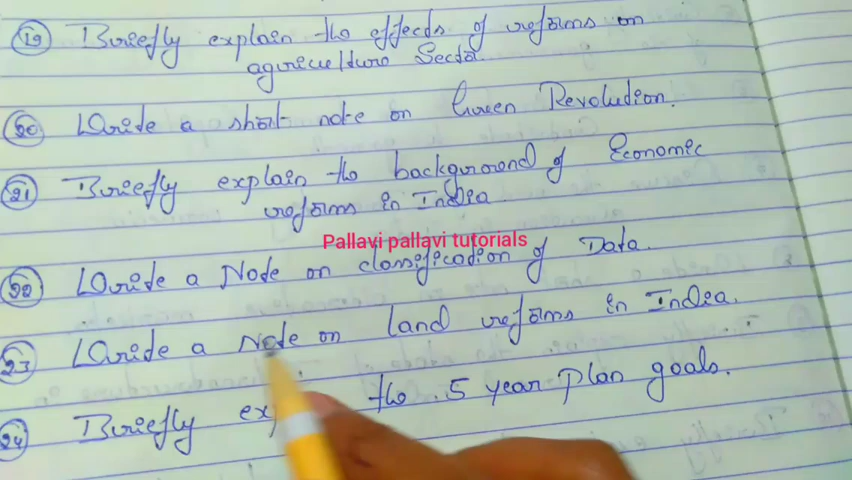 19 Briefly explain the effects of reforms on
agriculture Sector.
20 Write a short note on Green Revolution.
21 Briefly explain the background of Economic
reforms in India
Pallavi pallavi tutorials
22 Write a Note on classification of Data.
23 Write a Note on land reforms in India.
24 Briefly exp the 5 year plan goals.